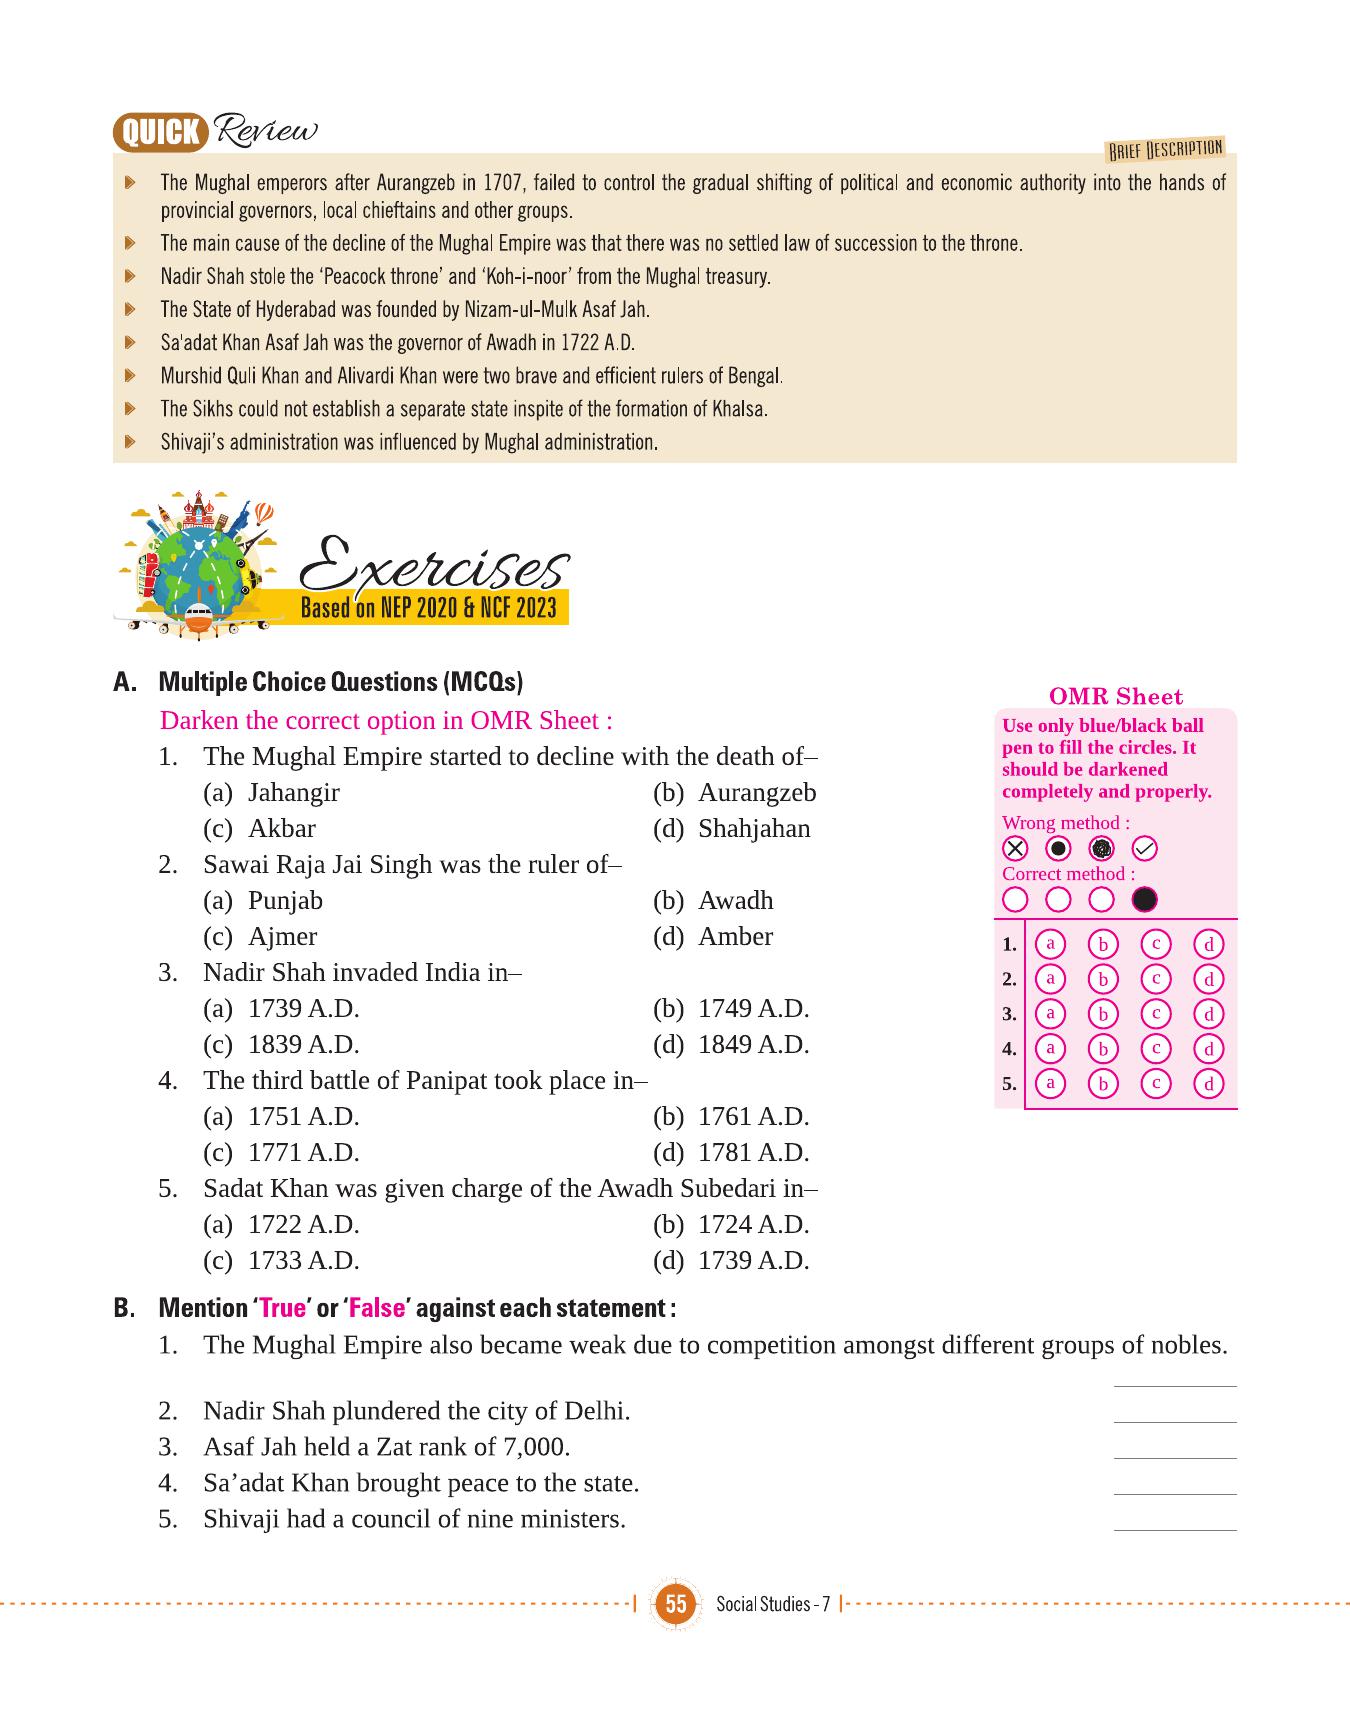 QUICK Review
BRIEF DESCRIPTION
The Mughal emperors after Aurangzeb in 1707, failed to control the gradual shifting of political and economic authority into the hands of
provincial governors, local chieftains and other groups.
The main cause of the decline of the Mughal Empire was that there was no settled law of succession to the throne.
Nadir Shah stole the ‘Peacock throne’ and ‘Koh-i-noor’ from the Mughal treasury.
The State of Hyderabad was founded by Nizam-ul-Mulk Asaf Jah.
Sa'adat Khan Asaf Jah was the governor of Awadh in 1722 A.D.
Murshid Quli Khan and Alivardi Khan were two brave and efficient rulers of Bengal.
The Sikhs could not establish a separate state inspite of the formation of Khalsa.
Shivaji’s administration was influenced by Mughal administration.
Exercises
Based on NEP 2020 & NCF 2023
A. Multiple Choice Questions (MCQs)
Darken the correct option in OMR Sheet :
1. The Mughal Empire started to decline with the death of–
(a) Jahangir (b) Aurangzeb
(c) Akbar (d) Shahjahan
2. Sawai Raja Jai Singh was the ruler of–
(a) Punjab (b) Awadh
(c) Ajmer (d) Amber
3. Nadir Shah invaded India in–
(a) 1739 A.D. (b) 1749 A.D.
(c) 1839 A.D. (d) 1849 A.D.
4. The third battle of Panipat took place in–
(a) 1751 A.D. (b) 1761 A.D.
(c) 1771 A.D. (d) 1781 A.D.
5. Sadat Khan was given charge of the Awadh Subedari in–
(a) 1722 A.D. (b) 1724 A.D.
(c) 1733 A.D. (d) 1739 A.D.
OMR Sheet
Use only blue/black ball
pen to fill the circles. It
should be darkened
completely and properly.
Wrong method :
Correct method :
1. a b c d
2. a b c d
3. a b c d
4. a b c d
5. a b c d
B. Mention ‘True’ or ‘False’ against each statement :
1. The Mughal Empire also became weak due to competition amongst different groups of nobles.
2. Nadir Shah plundered the city of Delhi.
3. Asaf Jah held a Zat rank of 7,000.
4. Sa’adat Khan brought peace to the state.
5. Shivaji had a council of nine ministers.
55 Social Studies - 7